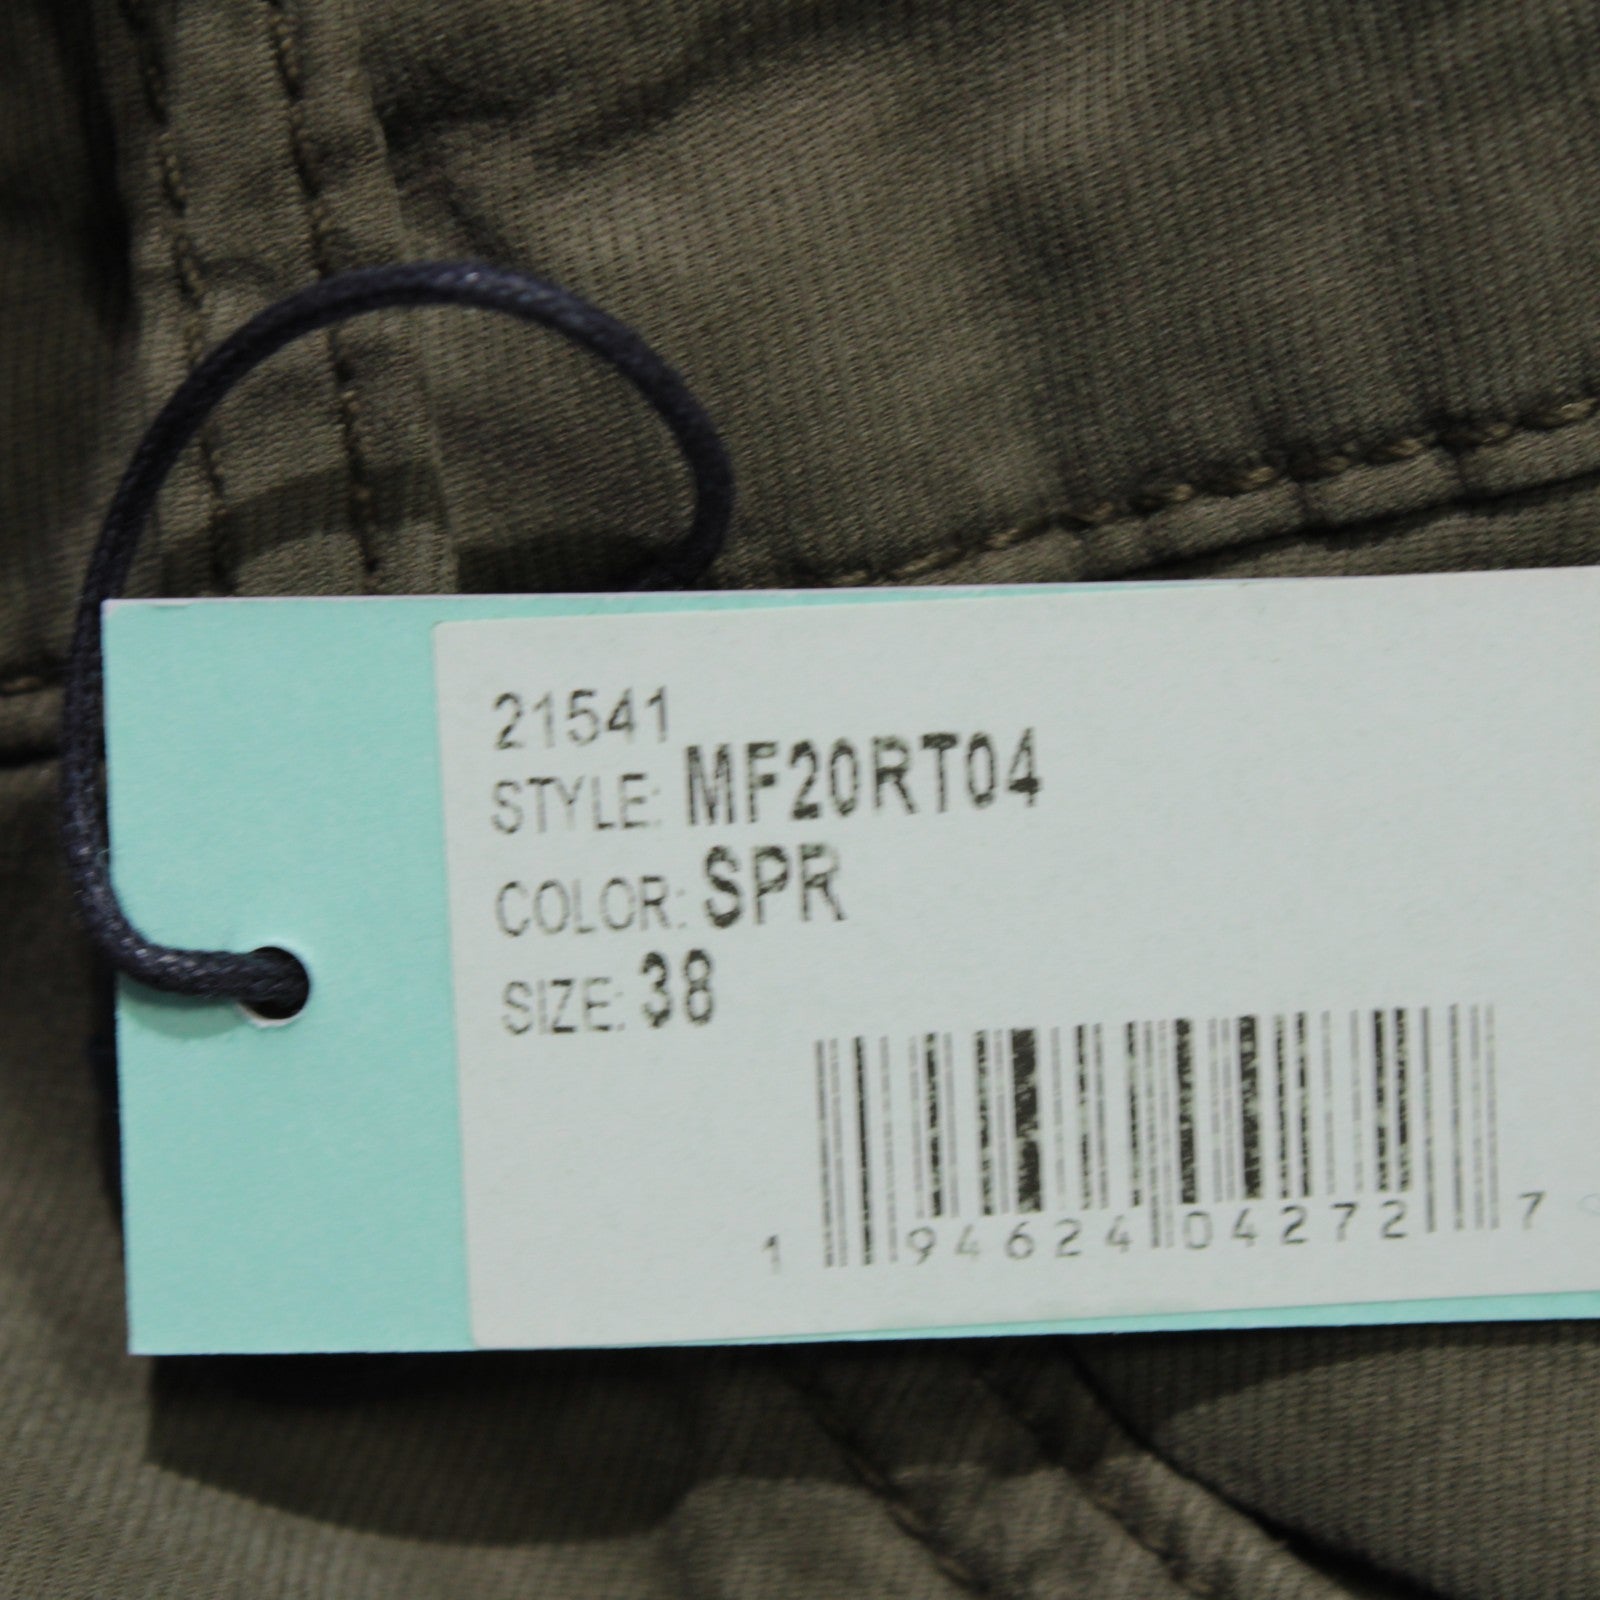 21541
STYLE: MF20RT04
COLOR: SPR
SIZE: 38
1 94624 04272 7